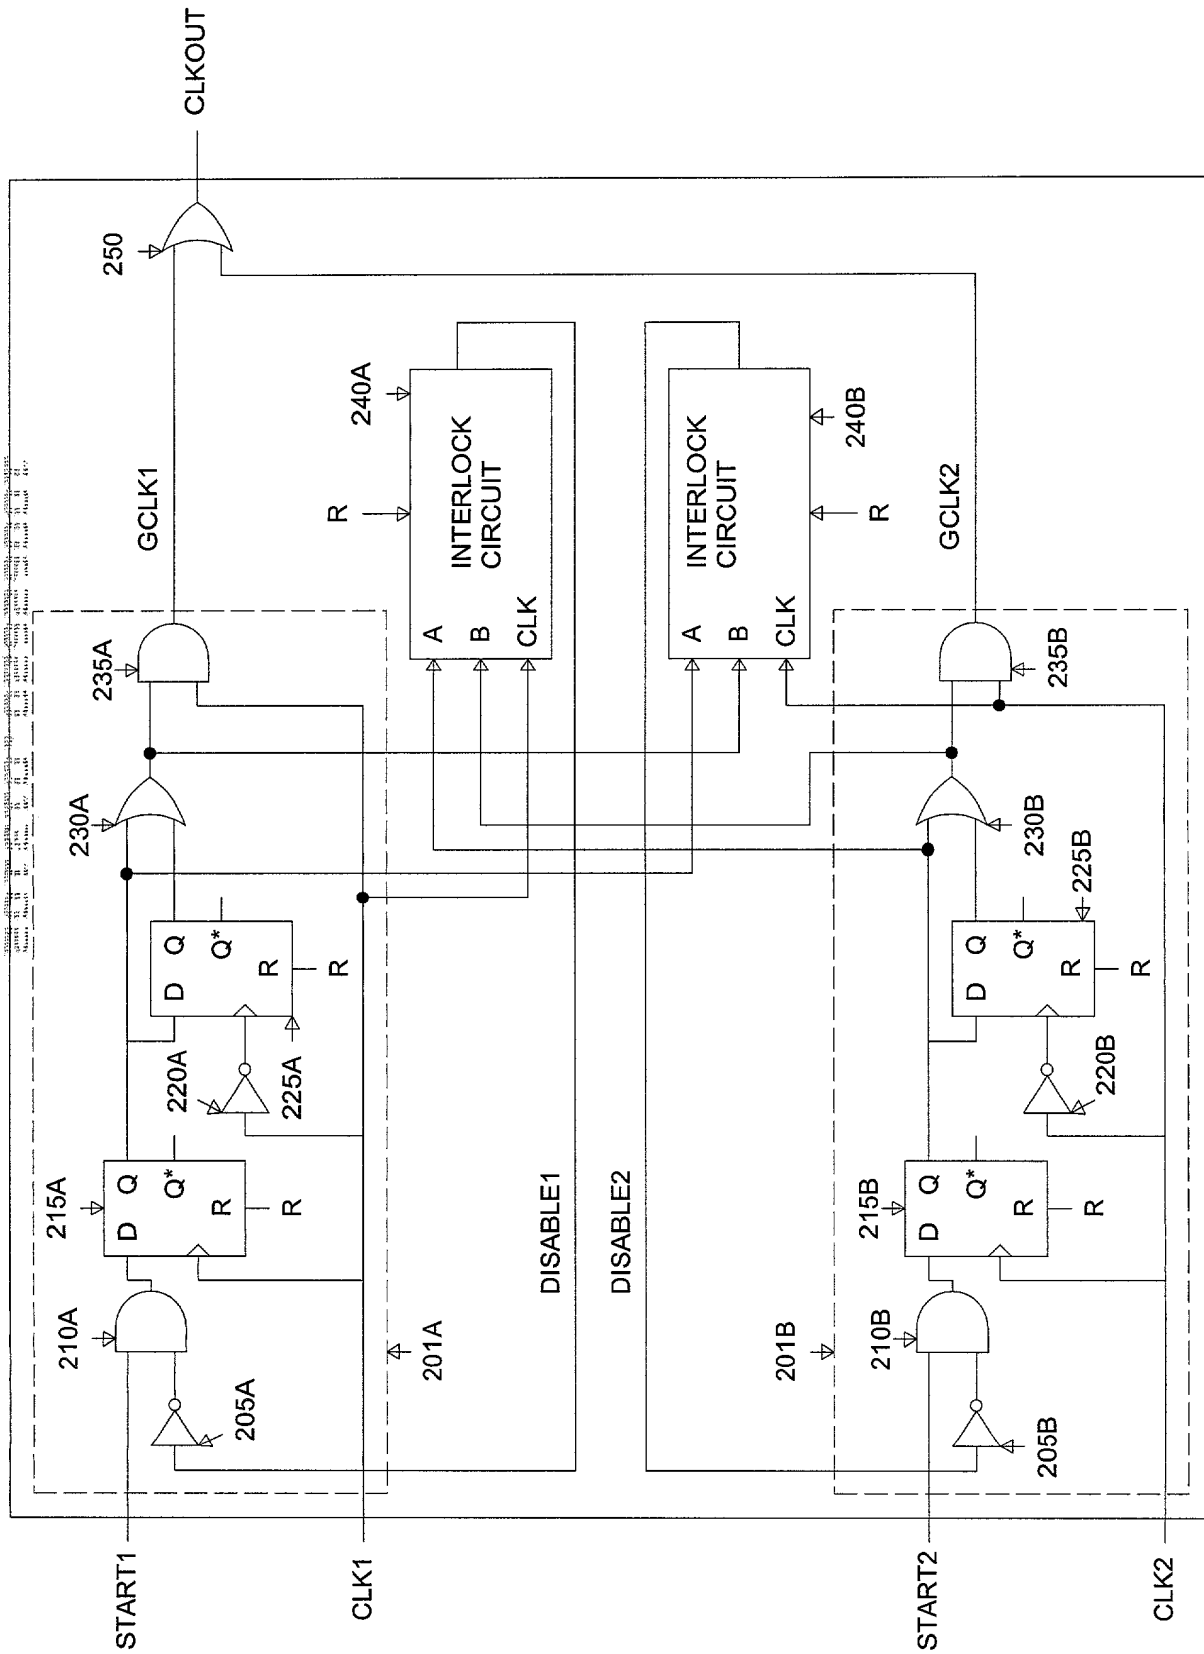 START1
CLK1
START2
CLK2
205A
210A
201A
215A
D
Q
Q*
R
R
220A
225A
D
Q
Q*
R
R
230A
235A
GCLK1
250
CLKOUT
DISABLE1
DISABLE2
A
B
CLK
INTERLOCK
CIRCUIT
R
240A
A
B
CLK
INTERLOCK
CIRCUIT
R
240B
201B
205B
210B
215B
D
Q
Q*
R
R
220B
225B
D
Q
Q*
R
R
230B
235B
GCLK2